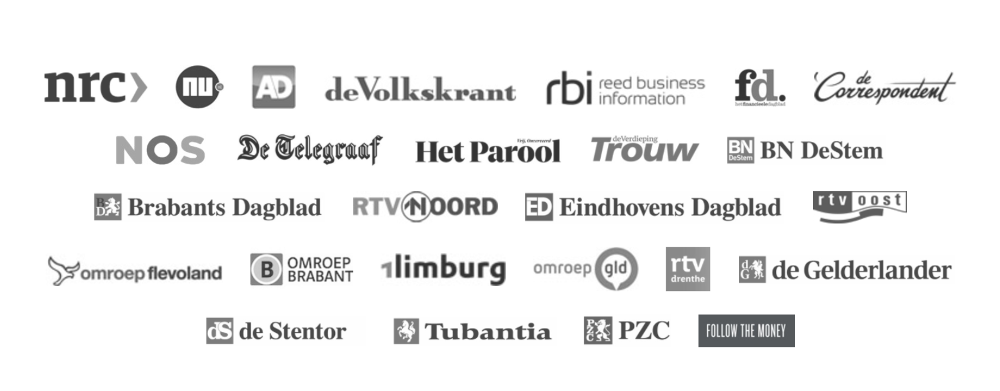 nrc>
nu
AD
deVolkskrant
rbi reed business
information
fd.
hetfinancieeledagblad
de
Correspondent
NOS
De Telegraaf
Vrij, Onverveerd
Het Parool
deVerdieping
Trouw
BN
DeStem
BN DeStem
BD
Brabants Dagblad
RTV NOORD
ED Eindhovens Dagblad
rtv oost
omroep flevoland
B
OMROEP
BRABANT
1limburg
omroep gld
rtv
drenthe
dG
de Gelderlander
dS de Stentor
Tubantia
PZC
PZC
FOLLOW THE MONEY